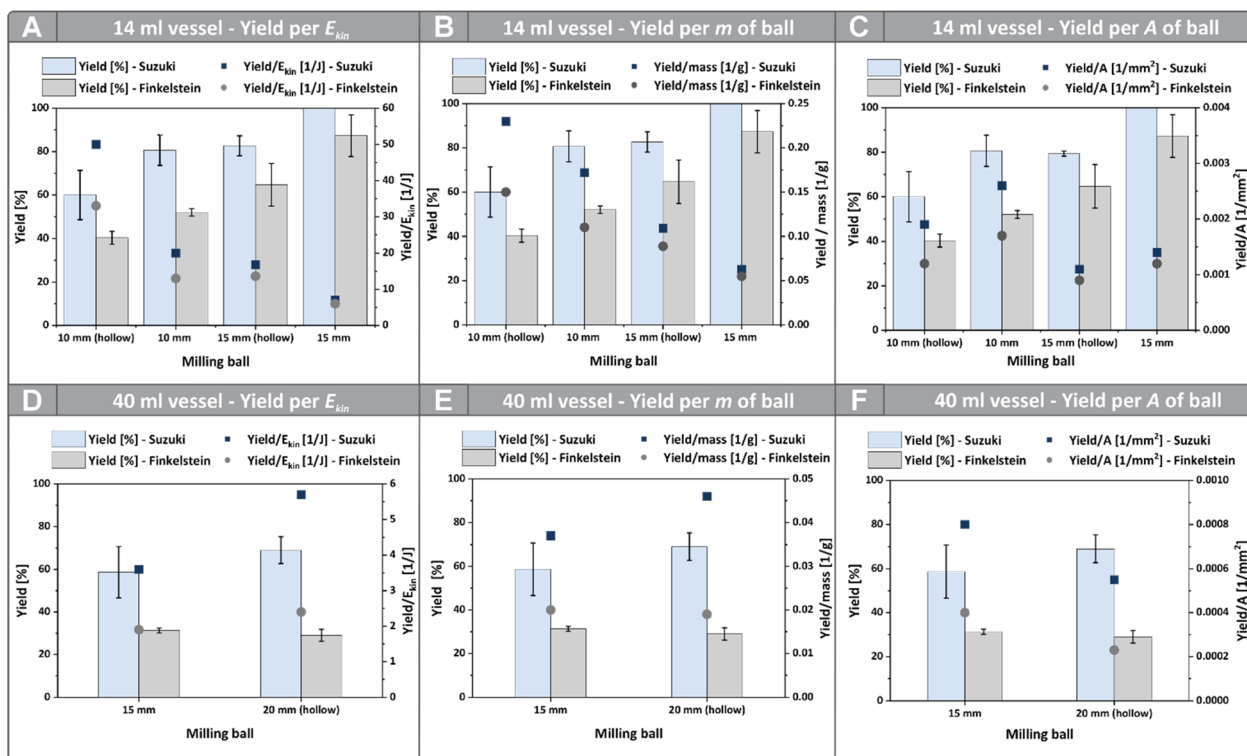 A 14 ml vessel - Yield per Ekin
Yield [%] - Suzuki
Yield/Ekin [1/J] - Suzuki
Yield [%] - Finkelstein
Yield/Ekin [1/J] - Finkelstein
100
80
60
40
20
0
60
50
40
30
20
10
0
Yield [%]
Yield/Ekin [1/J]
10 mm (hollow)
10 mm
15 mm (hollow)
15 mm
Milling ball
B 14 ml vessel - Yield per m of ball
Yield [%] - Suzuki
Yield/mass [1/g] - Suzuki
Yield [%] - Finkelstein
Yield/mass [1/g] - Finkelstein
100
80
60
40
20
0
0.25
0.20
0.15
0.10
0.05
0.00
Yield [%]
Yield / mass [1/g]
10 mm (hollow)
10 mm
15 mm (hollow)
15 mm
Milling ball
C 14 ml vessel - Yield per A of ball
Yield [%] - Suzuki
Yield/A [1/mm²] - Suzuki
Yield [%] - Finkelstein
Yield/A [1/mm²] - Finkelstein
100
80
60
40
20
0
0.004
0.003
0.002
0.001
0.000
Yield [%]
Yield/A [1/mm²]
10 mm (hollow)
10 mm
15 mm (hollow)
15 mm
Milling ball
D 40 ml vessel - Yield per Ekin
Yield [%] - Suzuki
Yield/Ekin [1/J] - Suzuki
Yield [%] - Finkelstein
Yield/Ekin [1/J] - Finkelstein
100
80
60
40
20
0
6
5
4
3
2
1
0
Yield [%]
Yield/Ekin [1/J]
15 mm
20 mm (hollow)
Milling ball
E 40 ml vessel - Yield per m of ball
Yield [%] - Suzuki
Yield/mass [1/g] - Suzuki
Yield [%] - Finkelstein
Yield/mass [1/g] - Finkelstein
100
80
60
40
20
0
0.05
0.04
0.03
0.02
0.01
0.00
Yield [%]
Yield/mass [1/g]
15 mm
20 mm (hollow)
Milling ball
F 40 ml vessel - Yield per A of ball
Yield [%] - Suzuki
Yield/A [1/mm²] - Suzuki
Yield [%] - Finkelstein
Yield/A [1/mm²] - Finkelstein
100
80
60
40
20
0
0.0010
0.0008
0.0006
0.0004
0.0002
0.0000
Yield [%]
Yield/A [1/mm²]
15 mm
20 mm (hollow)
Milling ball